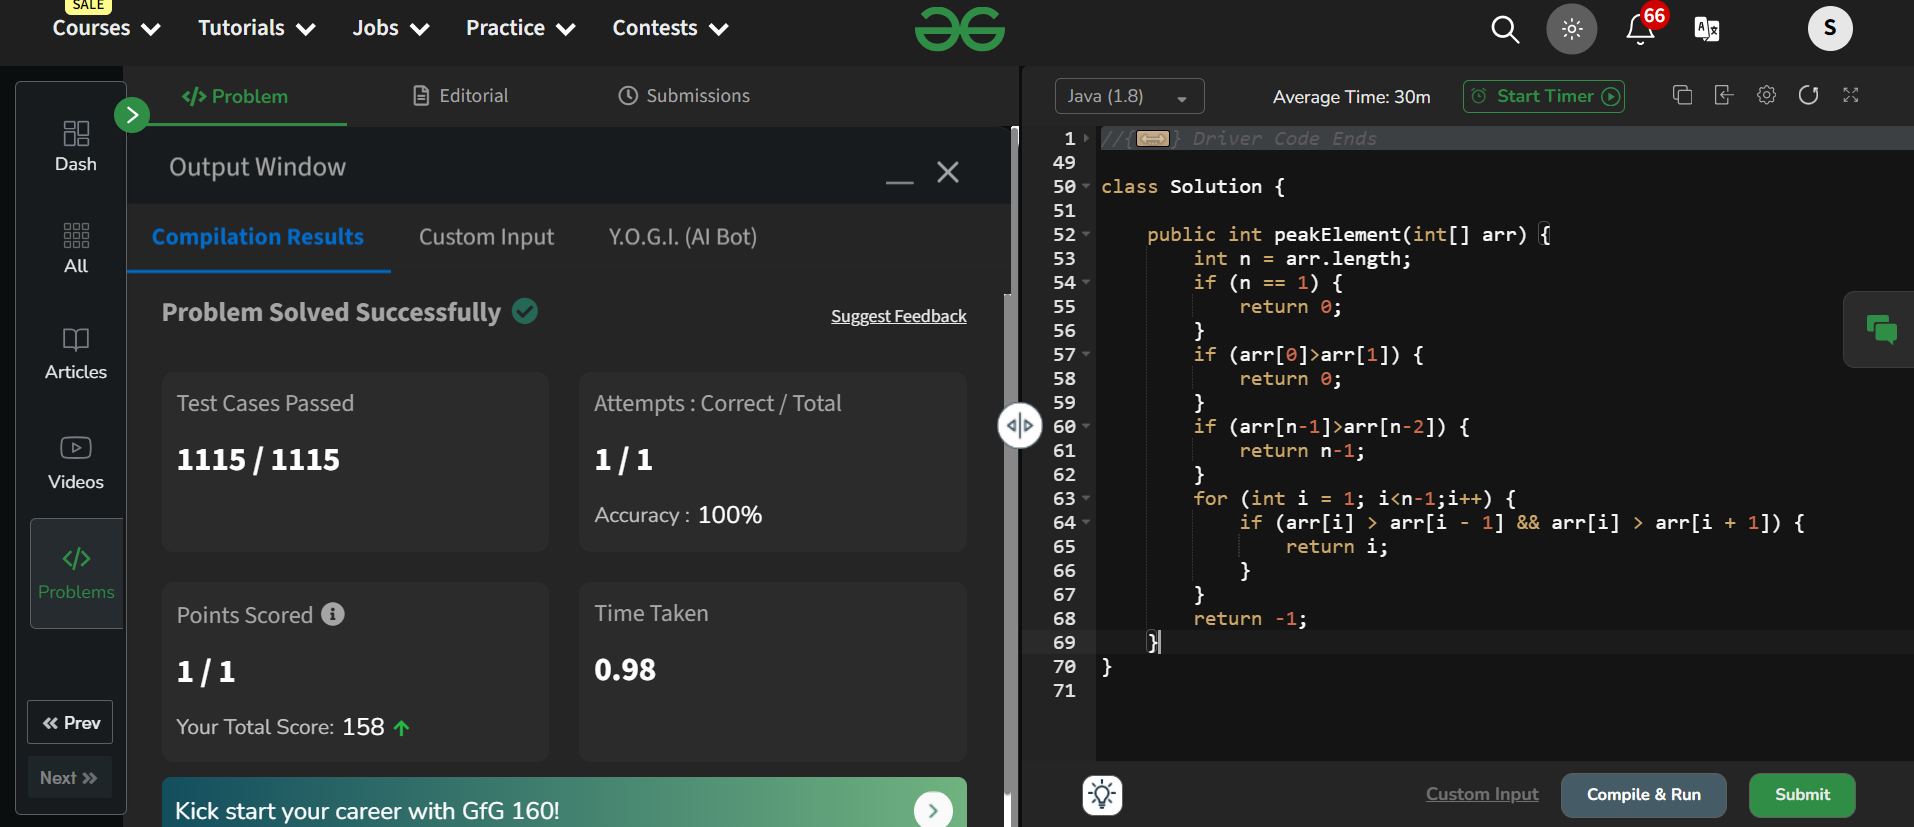 SALE
Courses Tutorials Jobs Practice Contests
66
S
</> Problem Editorial Submissions
Java (1.8) Average Time: 30m Start Timer
Dash
All
Articles
Videos
</>
Problems
« Prev
Next »
Output Window
Compilation Results Custom Input Y.O.G.I. (AI Bot)
Problem Solved Successfully
Suggest Feedback
Test Cases Passed
1115 / 1115
Attempts : Correct / Total
1 / 1
Accuracy : 100%
Points Scored
1 / 1
Your Total Score: 158 ↑
Time Taken
0.98
Kick start your career with GfG 160!
1 //{ } Driver Code Ends
49
50 class Solution {
51
52 public int peakElement(int[] arr) {
53 int n = arr.length;
54 if (n == 1) {
55 return 0;
56 }
57 if (arr[0]>arr[1]) {
58 return 0;
59 }
60 if (arr[n-1]>arr[n-2]) {
61 return n-1;
62 }
63 for (int i = 1; i<n-1;i++) {
64 if (arr[i] > arr[i - 1] && arr[i] > arr[i + 1]) {
65 return i;
66 }
67 }
68 return -1;
69 }
70 }
71
Custom Input Compile & Run Submit